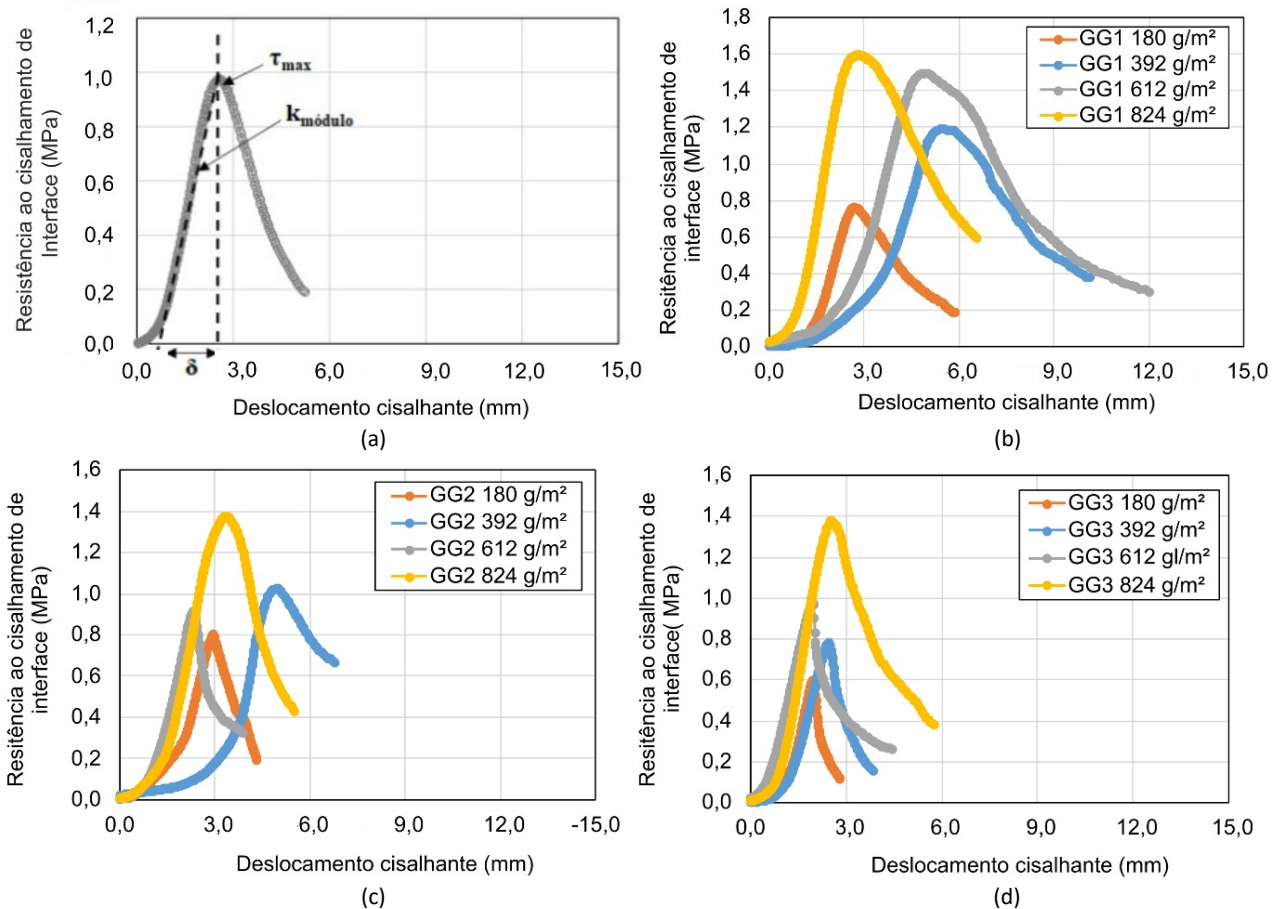 Resistência ao cisalhamento de
Interface (MPa)
1,2
1,0
0,8
0,6
0,4
0,2
0,0
τmax
kmódulo
δ
0,0 3,0 6,0 9,0 12,0 15,0
Deslocamento cisalhante (mm)
(a)
Resitência ao cisalhamento de
interface (MPa)
1,8
1,6
1,4
1,2
1,0
0,8
0,6
0,4
0,2
0,0
GG1 180 g/m²
GG1 392 g/m²
GG1 612 g/m²
GG1 824 g/m²
0,0 3,0 6,0 9,0 12,0 15,0
Deslocamento cisalhante (mm)
(b)
Resitência ao cisalhamento de
interface (MPa)
1,6
1,4
1,2
1,0
0,8
0,6
0,4
0,2
0,0
GG2 180 g/m²
GG2 392 g/m²
GG2 612 g/m²
GG2 824 g/m²
0,0 3,0 6,0 9,0 12,0 -15,0
Deslocamento cisalhante (mm)
(c)
Resitência ao cisalhamento de
interface( MPa)
1,6
1,4
1,2
1,0
0,8
0,6
0,4
0,2
0,0
GG3 180 g/m²
GG3 392 g/m²
GG3 612 gl/m²
GG3 824 g/m²
0,0 3,0 6,0 9,0 12,0 15,0
Deslocamento cisalhante (mm)
(d)